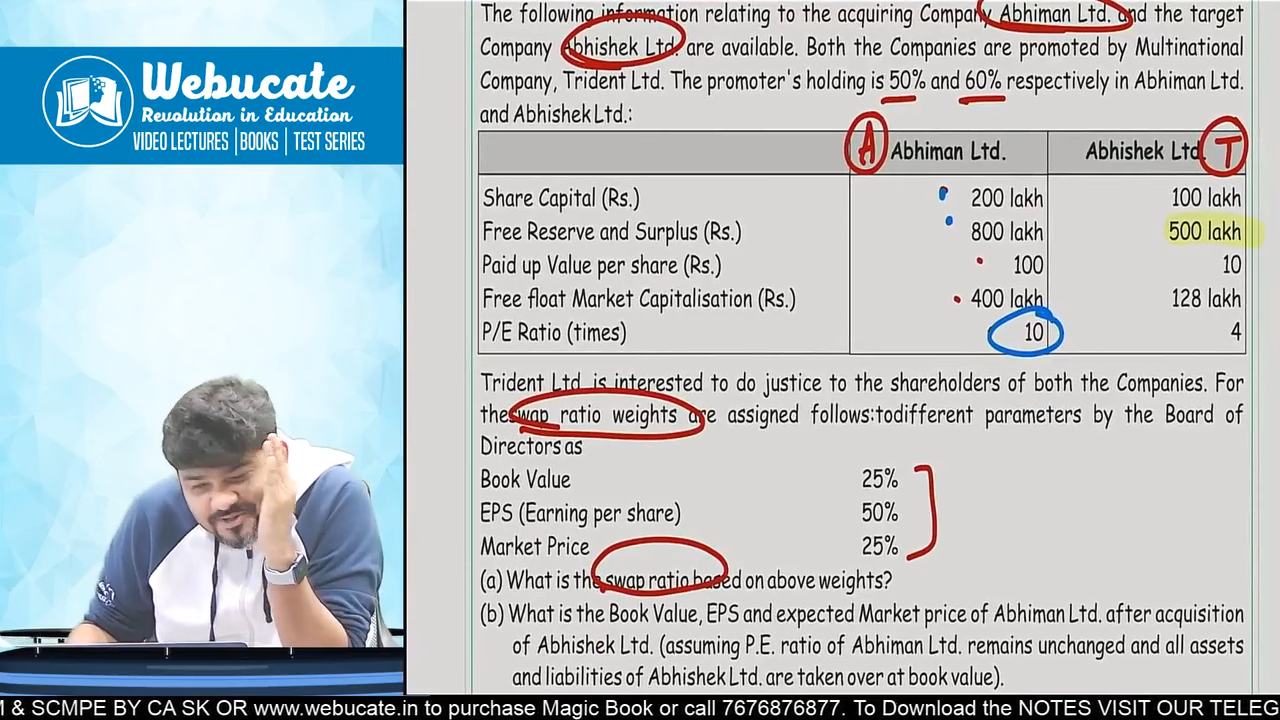 The following information relating to the acquiring Company Abhiman Ltd. and the target
Company Abhishek Ltd. are available. Both the Companies are promoted by Multinational
Company, Trident Ltd. The promoter's holding is 50% and 60% respectively in Abhiman Ltd.
and Abhishek Ltd.:
A Abhiman Ltd. Abhishek Ltd. T
Share Capital (Rs.) 200 lakh 100 lakh
Free Reserve and Surplus (Rs.) 800 lakh 500 lakh
Paid up Value per share (Rs.) 100 10
Free float Market Capitalisation (Rs.) 400 lakh 128 lakh
P/E Ratio (times) 10 4
Trident Ltd. is interested to do justice to the shareholders of both the Companies. For
theswap ratio weights are assigned follows:todifferent parameters by the Board of
Directorsas
Book Value 25%
EPS (Earning per share) 50%
Market Price 25%
(a) What is the swap ratio based on above weights?
(b) What is the Book Value, EPS and expected Market price of Abhiman Ltd. after acquisition
of Abhishek Ltd. (assuming P.E. ratio of Abhiman Ltd. remains unchanged and all assets
and liabilities of Abhishek Ltd. are taken over at book value).
Webucate
Revolution in Education
VIDEO LECTURES | BOOKS | TEST SERIES
M & SCMPE BY CA SK OR www.webucate.in to purchase Magic Book or call 7676876877. To Download the NOTES VISIT OUR TELEG